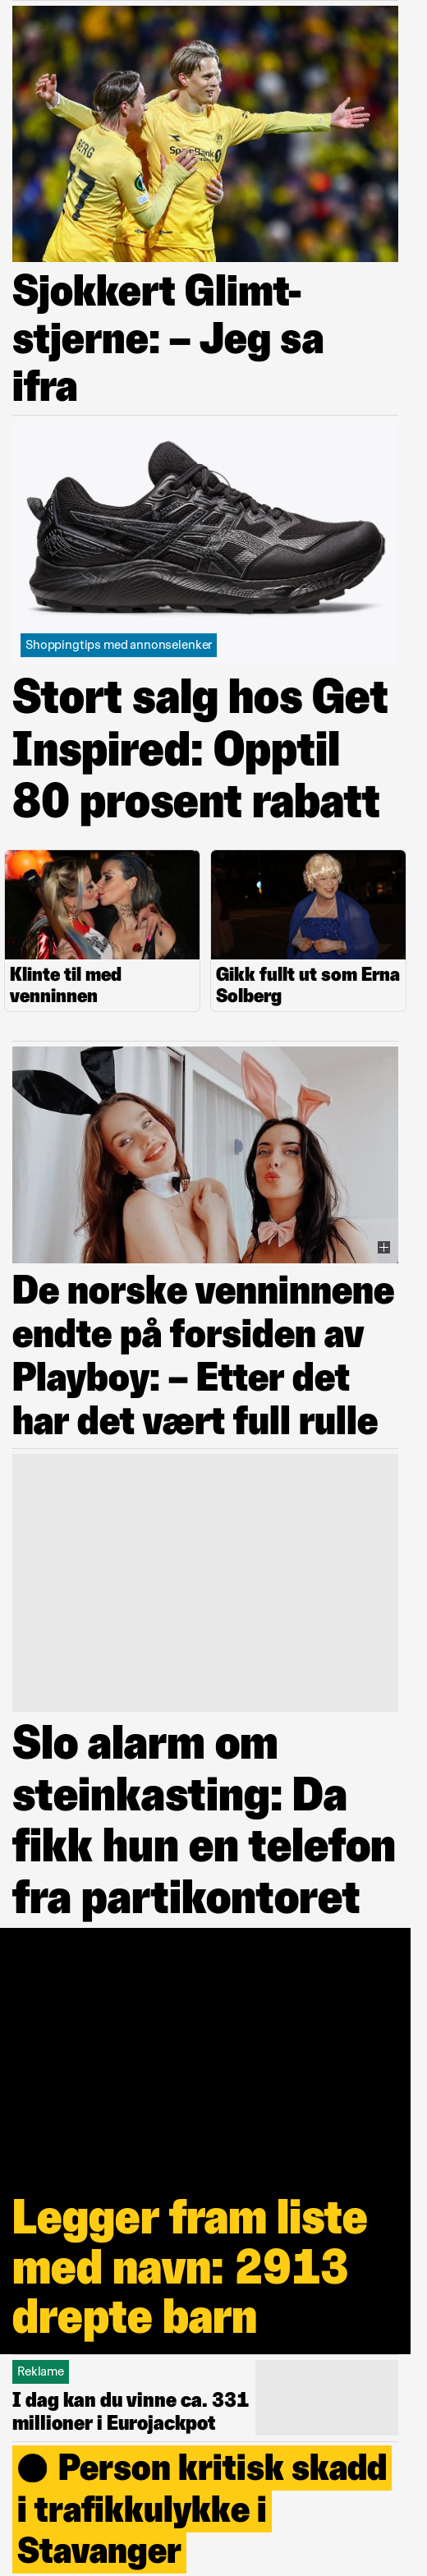 BERG
17
SpareBank
Sjokkert Glimt-
stjerne: – Jeg sa
ifra
Shoppingtips med annonselenker
Stort salg hos Get
Inspired: Opptil
80 prosent rabatt
Klinte til med
venninnen
Gikk fullt ut som Erna
Solberg
De norske venninnene
endte på forsiden av
Playboy: – Etter det
har det vært full rulle
Slo alarm om
steinkasting: Da
fikk hun en telefon
fra partikontoret
Legger fram liste
med navn: 2913
drepte barn
Reklame
I dag kan du vinne ca. 331
millioner i Eurojackpot
Person kritisk skadd
i trafikkulykke i
Stavanger